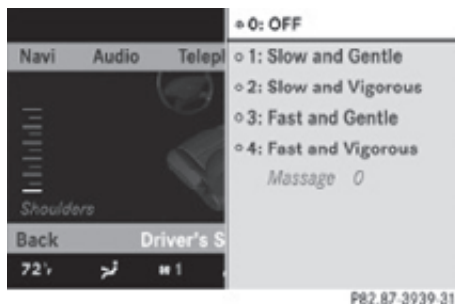 0: OFF
Navi Audio Telepl
1: Slow and Gentle
2: Slow and Vigorous
3: Fast and Gentle
4: Fast and Vigorous
Massage 0
Shoulders
Back Driver's S
72°F 1
P82.87-3939-31